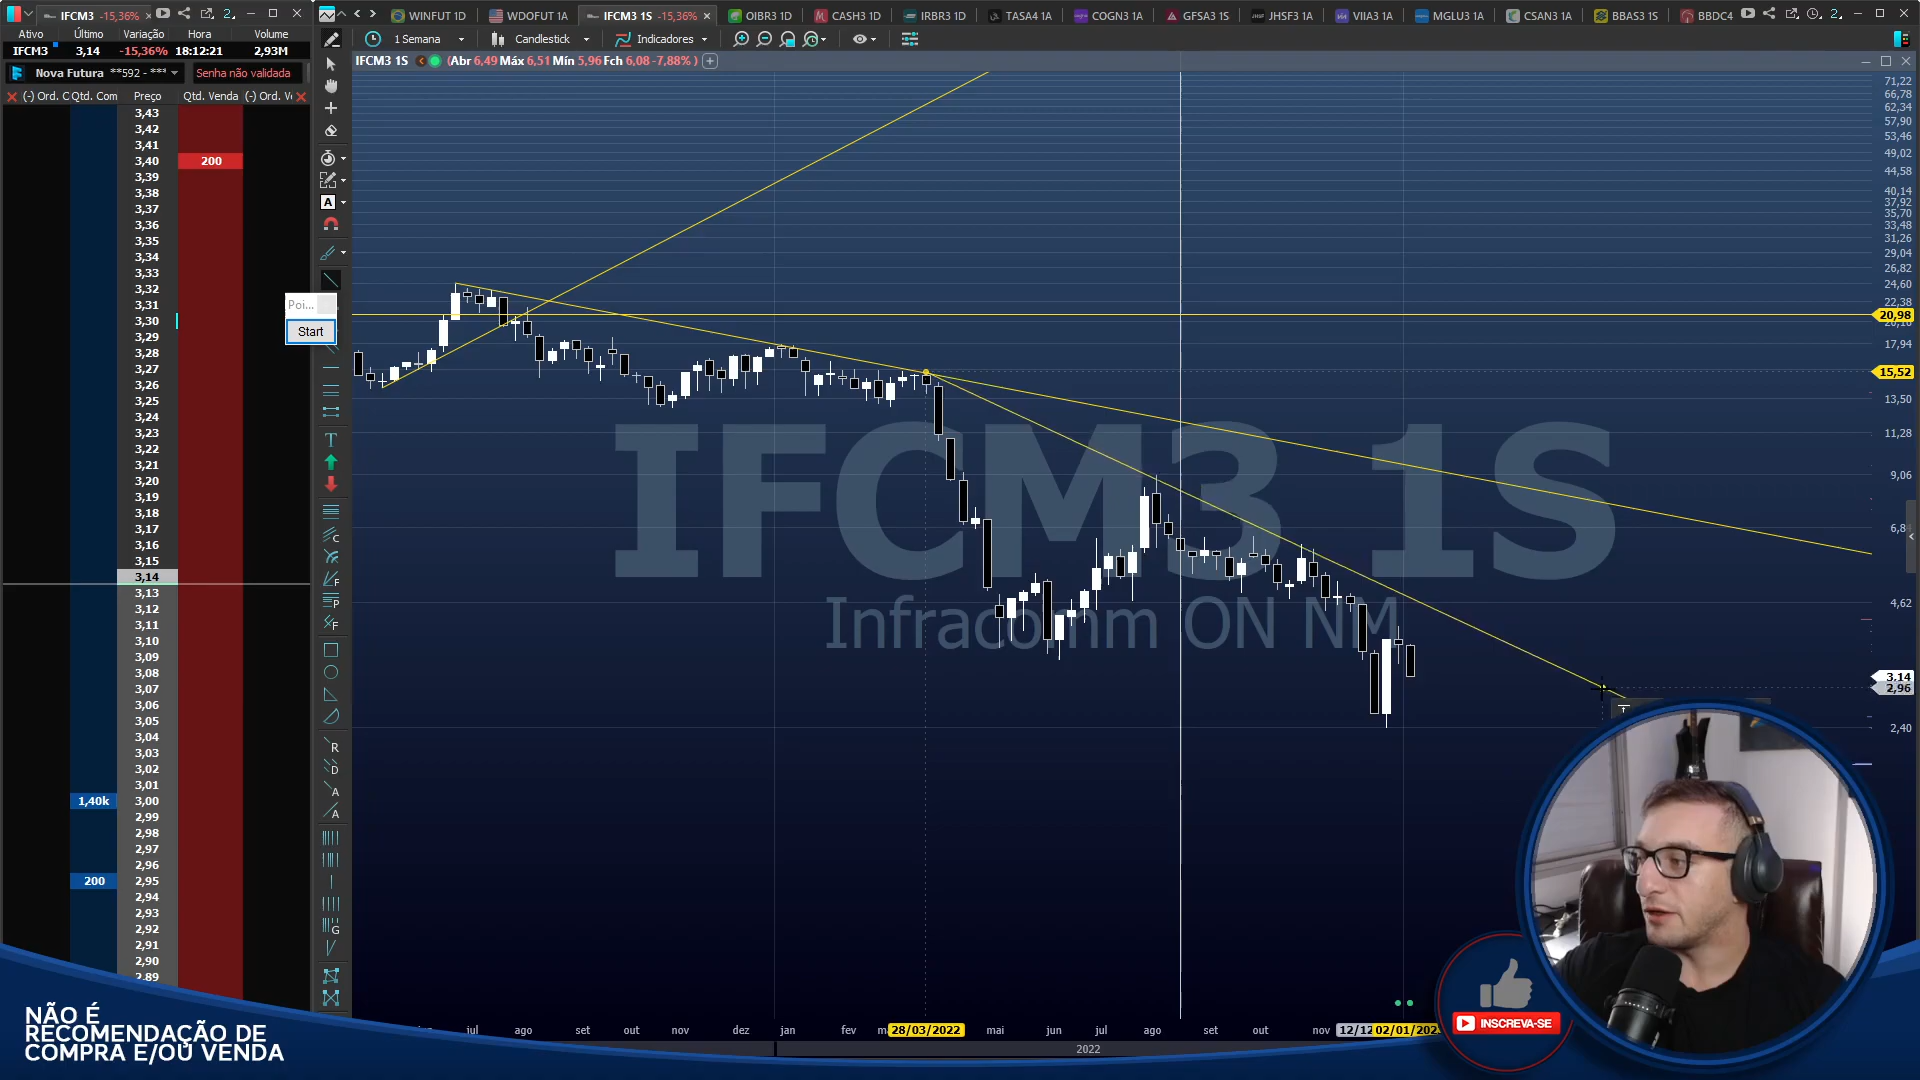 IFCM3 -15,36%
WINFUT 1D
WDOFUT 1A
IFCM3 1S -15,36%
OIBR3 1D
CASH3 1D
IRBR3 1D
TASA4 1A
COGN3 1A
GFSA3 1S
JHSF3 1A
VIIA3 1A
MGLU3 1A
CSAN3 1A
BBAS3 1S
BBDC4
Ativo Último Variação Hora Volume
IFCM3 3,14 -15,36% 18:12:21 2,93M
1 Semana Candlestick Indicadores
Nova Futura **592 - *** Senha não validada
IFCM3 1S (Abr 6,49 Máx 6,51 Mín 5,96 Fch 6,08 -7,88% )
(-) Ord. C Qtd. Com Preço Qtd. Venda (-) Ord. V
3,43
3,42
3,41
3,40 200
3,39
3,38
3,37
3,36
3,35
3,34
3,33
3,32
3,31
3,30
3,29
3,28
3,27
3,26
3,25
3,24
3,23
3,22
3,21
3,20
3,19
3,18
3,17
3,16
3,15
3,14
3,13
3,12
3,11
3,10
3,09
3,08
3,07
3,06
3,05
3,04
3,03
3,02
3,01
1,40k 3,00
2,99
2,98
2,97
2,96
200 2,95
2,94
2,93
2,92
2,91
2,90
2,89
Poi...
Start
IFCM3 1S
Infracomm ON NM
71,22
66,78
62,34
57,90
53,46
49,02
44,58
40,14
37,92
35,70
33,48
31,26
29,04
26,82
24,60
22,38
20,98
17,94
15,52
13,50
11,28
9,06
4,62
3,14
2,96
2,40
jul ago set out nov dez jan fev 28/03/2022 mai jun jul ago set out nov 12/12 02/01/202
2022
NÃO É
RECOMENDAÇÃO DE
COMPRA E/OU VENDA
INSCREVA-SE